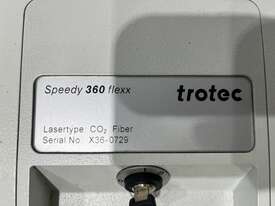 Speedy 360 flexx
trotec
Lasertype CO₂ Fiber
Serial No. X36-0729